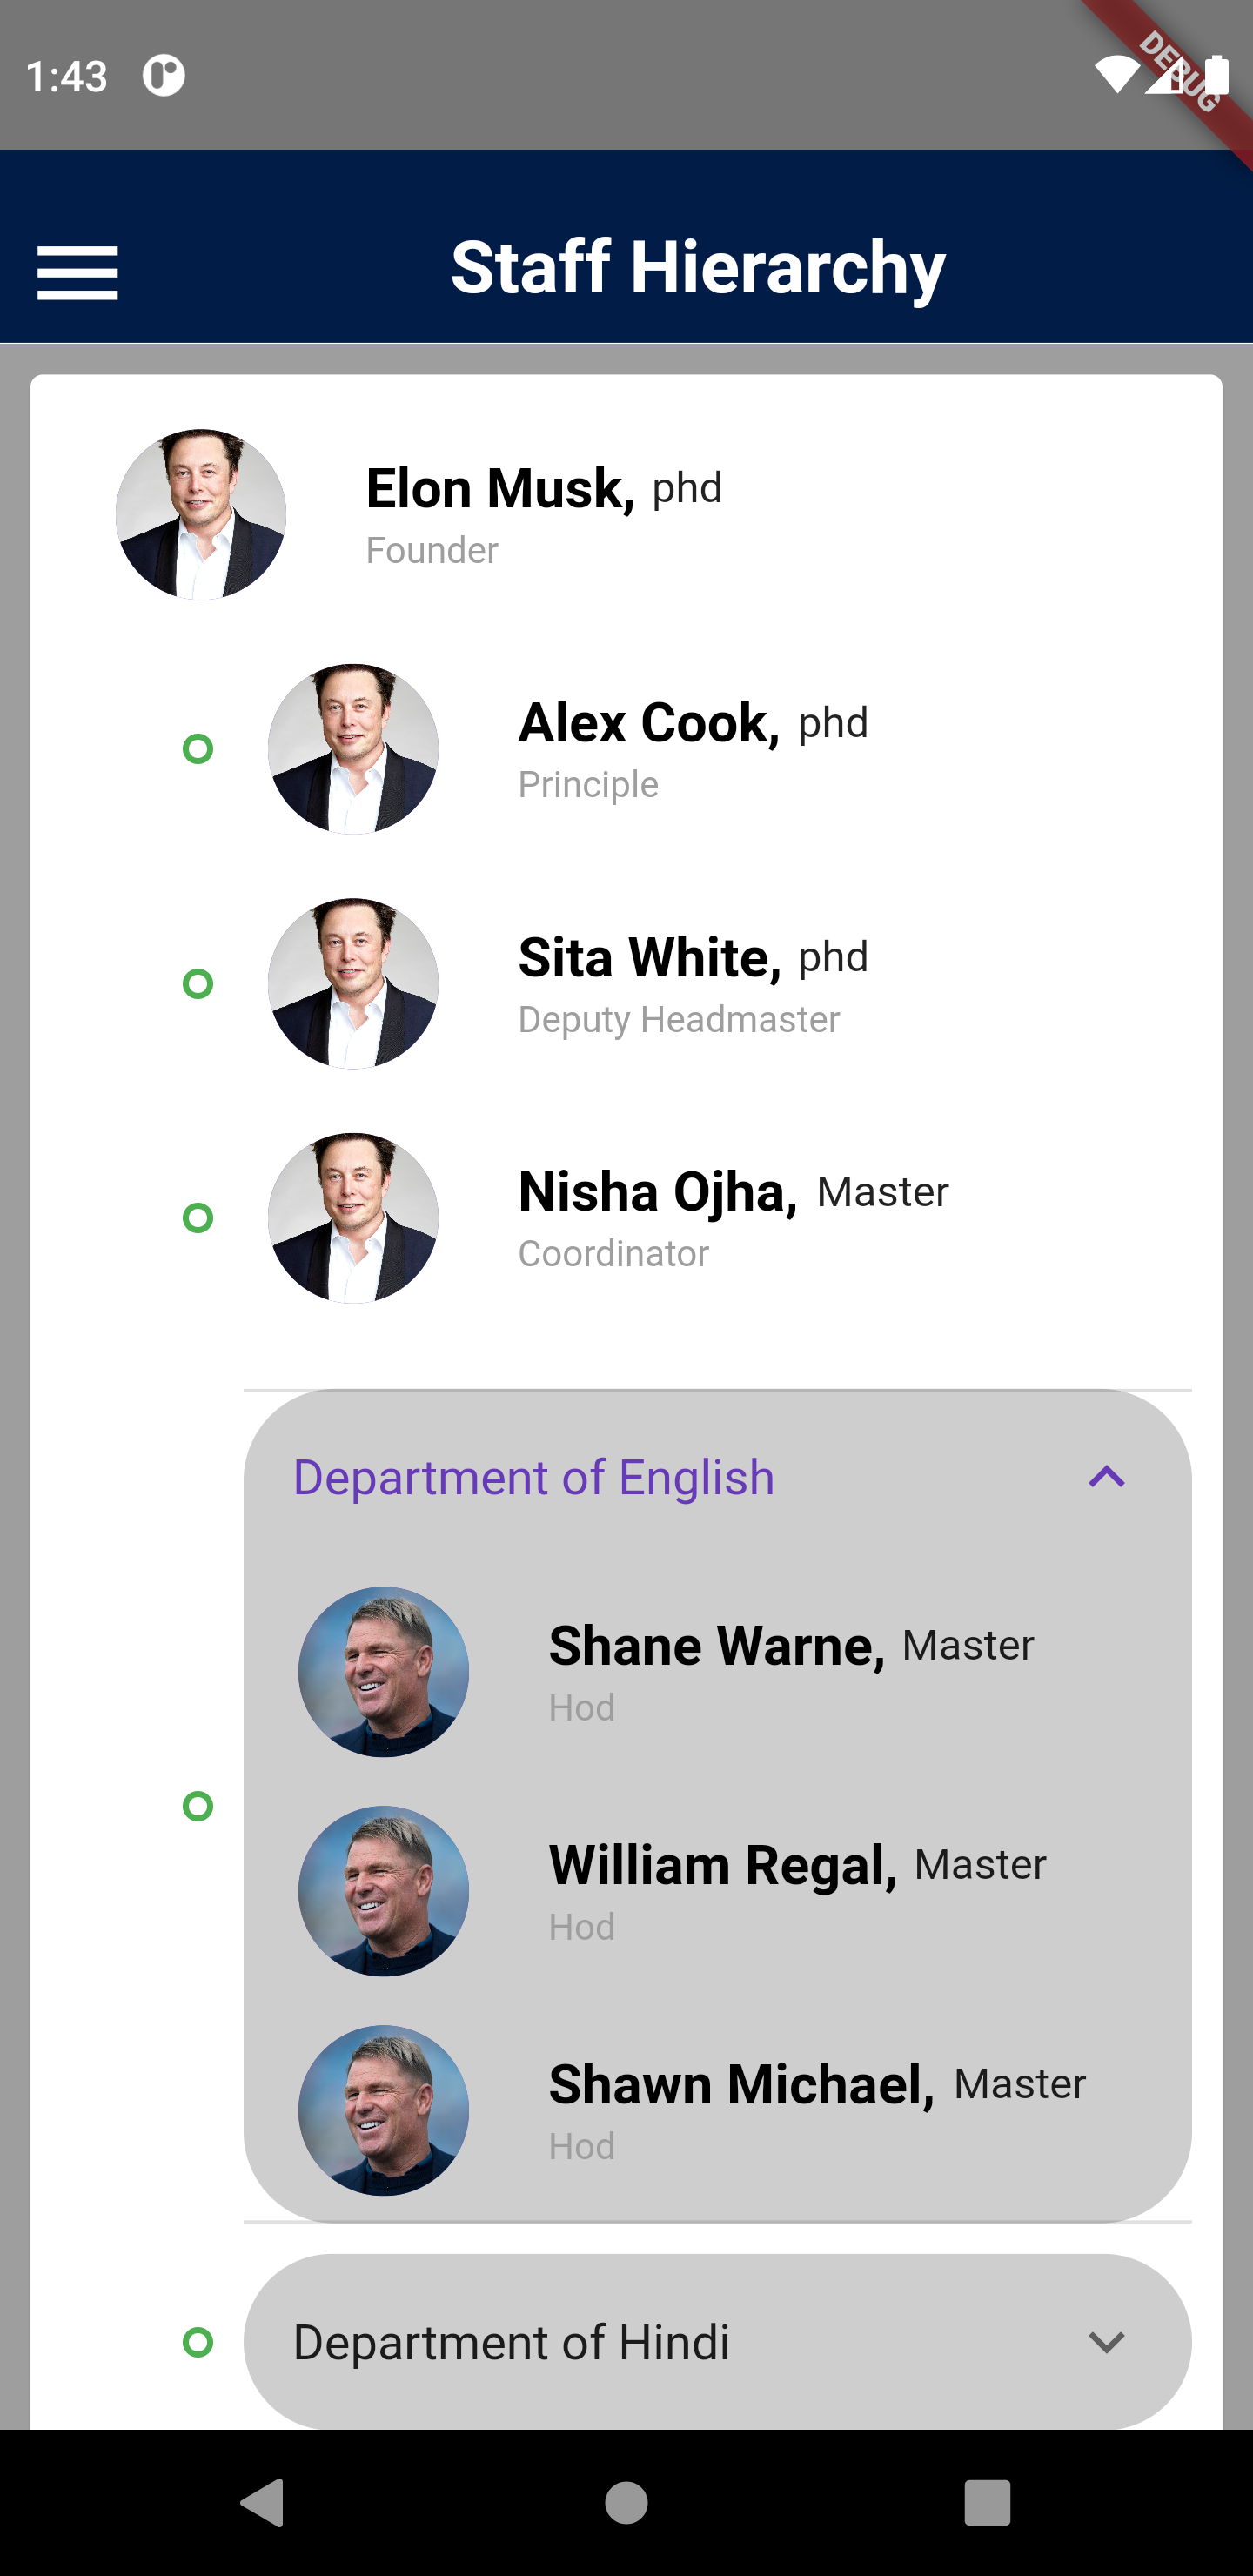 1:43
DEBUG
Staff Hierarchy
Elon Musk, phd
Founder
Alex Cook, phd
Principle
Sita White, phd
Deputy Headmaster
Nisha Ojha, Master
Coordinator
Department of English
Shane Warne, Master
Hod
William Regal, Master
Hod
Shawn Michael, Master
Hod
Department of Hindi